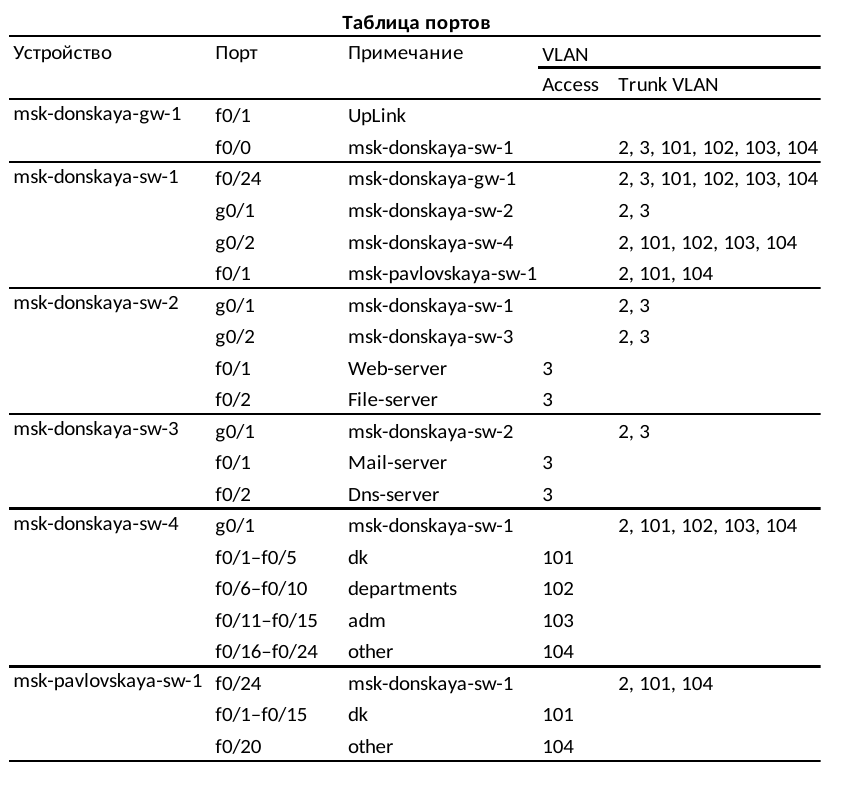 Таблица портов
Устройство Порт Примечание VLAN
Access Trunk VLAN
msk-donskaya-gw-1 f0/1 UpLink
f0/0 msk-donskaya-sw-1 2, 3, 101, 102, 103, 104
msk-donskaya-sw-1 f0/24 msk-donskaya-gw-1 2, 3, 101, 102, 103, 104
g0/1 msk-donskaya-sw-2 2, 3
g0/2 msk-donskaya-sw-4 2, 101, 102, 103, 104
f0/1 msk-pavlovskaya-sw-1 2, 101, 104
msk-donskaya-sw-2 g0/1 msk-donskaya-sw-1 2, 3
g0/2 msk-donskaya-sw-3 2, 3
f0/1 Web-server 3
f0/2 File-server 3
msk-donskaya-sw-3 g0/1 msk-donskaya-sw-2 2, 3
f0/1 Mail-server 3
f0/2 Dns-server 3
msk-donskaya-sw-4 g0/1 msk-donskaya-sw-1 2, 101, 102, 103, 104
f0/1–f0/5 dk 101
f0/6–f0/10 departments 102
f0/11–f0/15 adm 103
f0/16–f0/24 other 104
msk-pavlovskaya-sw-1 f0/24 msk-donskaya-sw-1 2, 101, 104
f0/1–f0/15 dk 101
f0/20 other 104